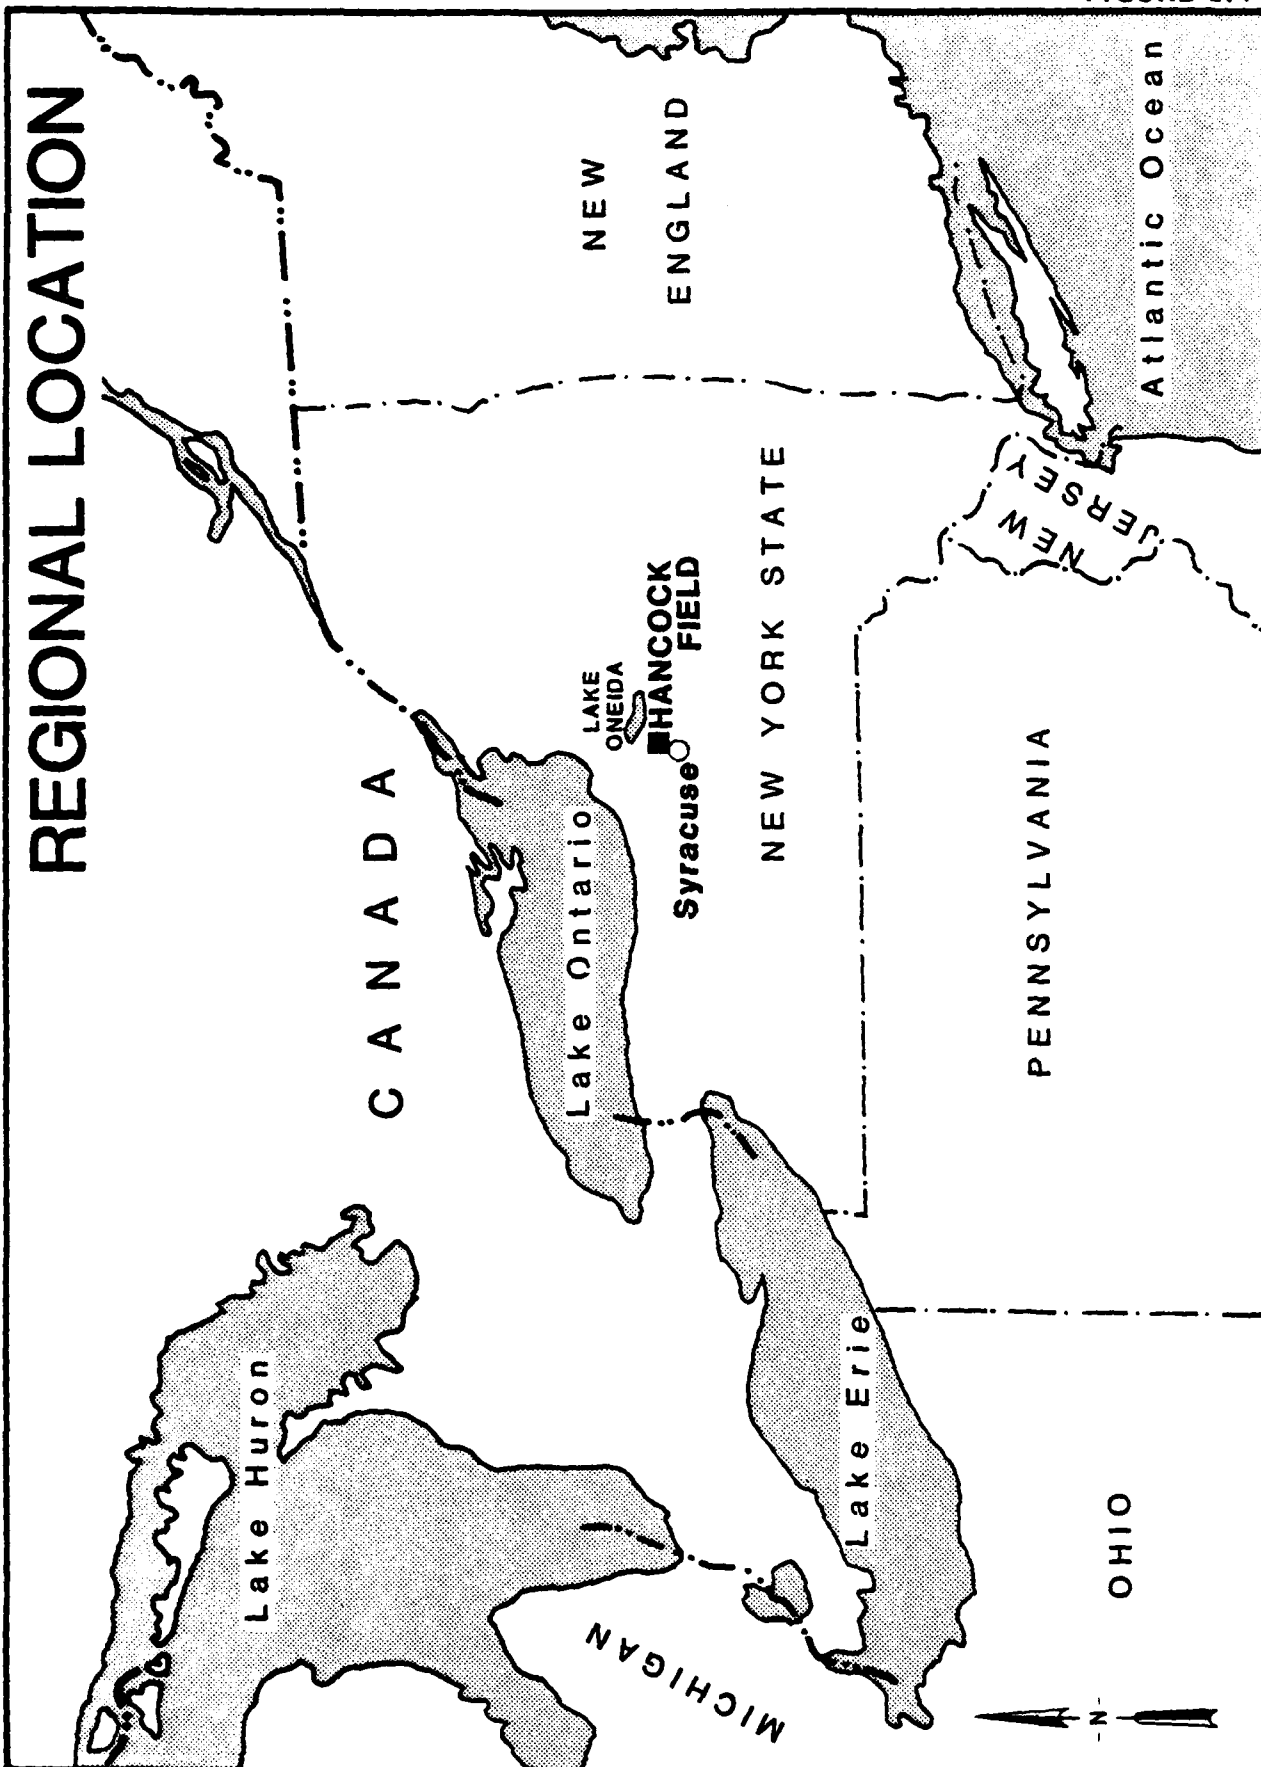 REGIONAL LOCATION
CANADA
Lake Huron
Lake Ontario
LAKE
ONEIDA
HANCOCK
FIELD
Syracuse
NEW
ENGLAND
NEW YORK STATE
MICHIGAN
Lake Erie
PENNSYLVANIA
NEW
JERSEY
Atlantic Ocean
OHIO
N